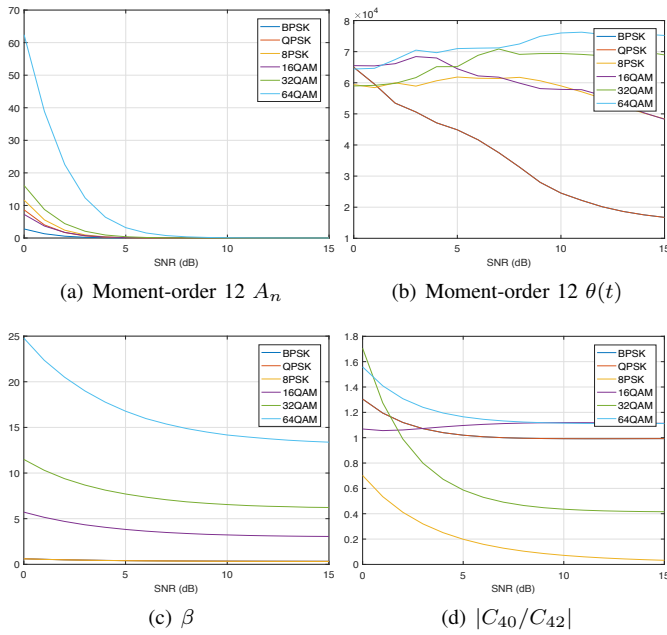 70
60
50
40
30
20
10
0
0 5 10 15
SNR (dB)
BPSK
QPSK
8PSK
16QAM
32QAM
64QAM
(a) Moment-order 12 Aₙ
×10⁴
8
7
6
5
4
3
2
1
0 5 10 15
SNR (dB)
BPSK
QPSK
8PSK
16QAM
32QAM
64QAM
(b) Moment-order 12 θ(t)
25
20
15
10
5
0
0 5 10 15
SNR (dB)
BPSK
QPSK
8PSK
16QAM
32QAM
64QAM
(c) β
1.8
1.6
1.4
1.2
1
0.8
0.6
0.4
0.2
0
0 5 10 15
SNR (dB)
BPSK
QPSK
8PSK
16QAM
32QAM
64QAM
(d) |C₄₀/C₄₂|